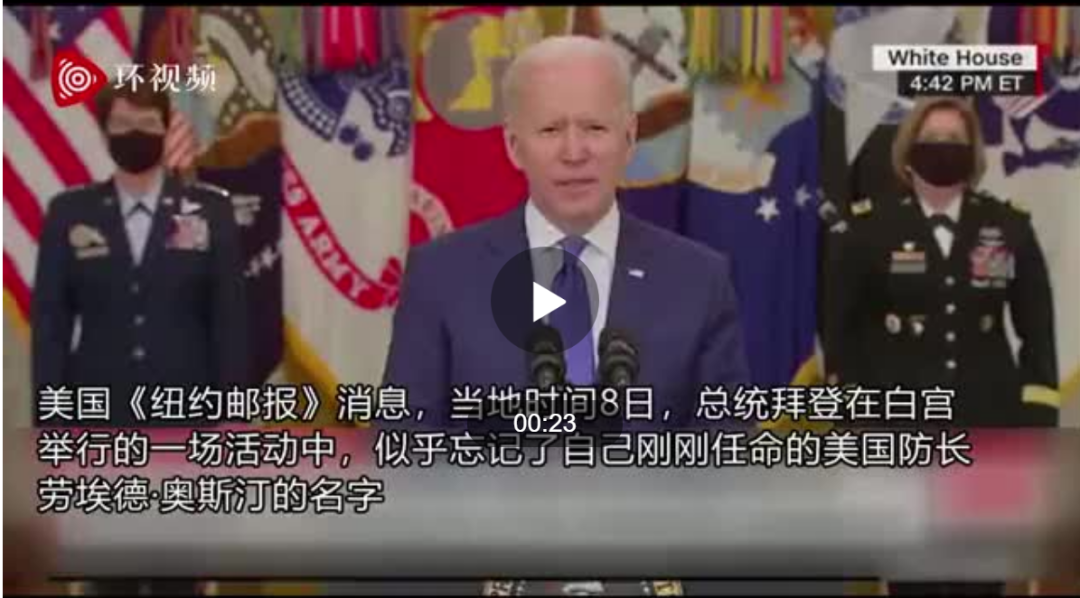 环视频
White House
4:42 PM ET
ES ARMY
美国《纽约邮报》消息，当地时间8日，总统拜登在白宫
00:23
举行的一场活动中，似乎忘记了自己刚刚任命的美国防长
劳埃德·奥斯汀的名字